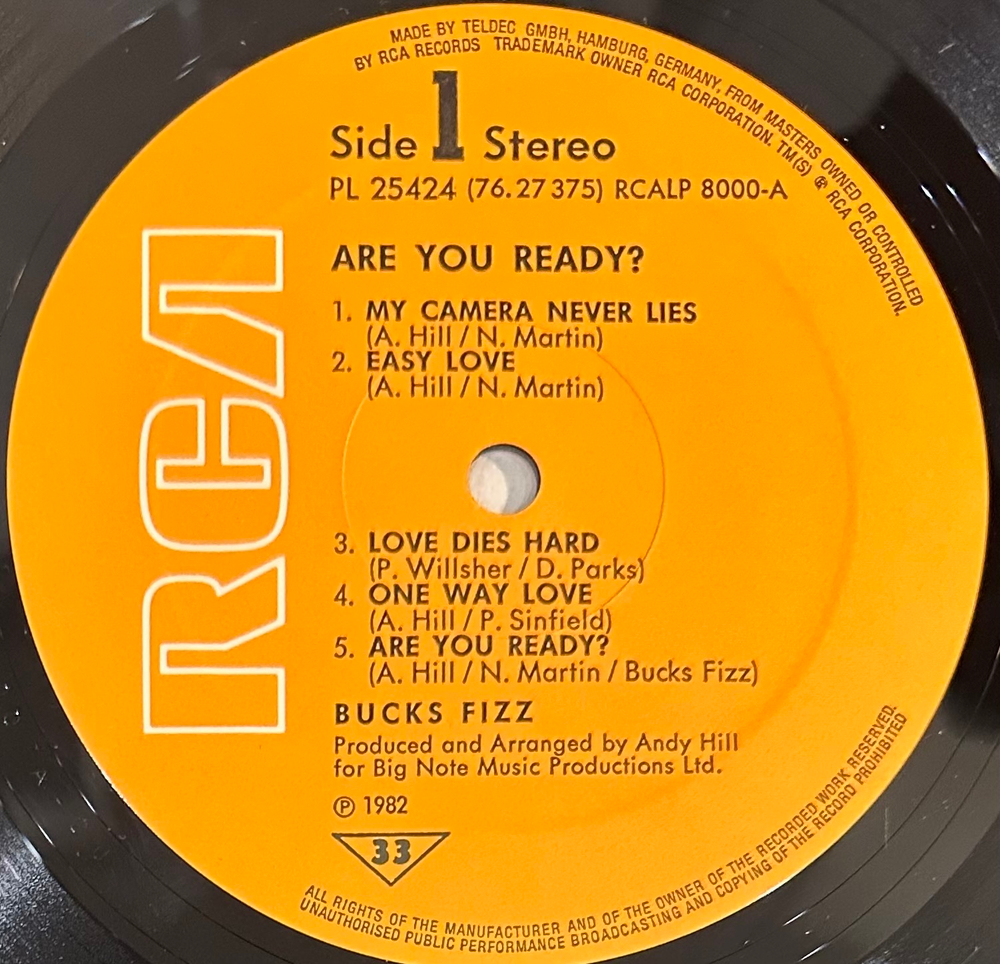 MADE BY TELDEC GMBH, HAMBURG, GERMANY, FROM MASTERS OWNED OR CONTROLLED
BY RCA RECORDS TRADEMARK OWNER RCA CORPORATION. TM(S) ® RCA CORPORATION.
Side 1 Stereo
PL 25424 (76.27375) RCALP 8000-A
ARE YOU READY?
1. MY CAMERA NEVER LIES
(A. Hill / N. Martin)
2. EASY LOVE
(A. Hill / N. Martin)
RCA
3. LOVE DIES HARD
(P. Willsher / D. Parks)
4. ONE WAY LOVE
(A. Hill / P. Sinfield)
5. ARE YOU READY?
(A. Hill / N. Martin / Bucks Fizz)
BUCKS FIZZ
Produced and Arranged by Andy Hill
for Big Note Music Productions Ltd.
℗ 1982
33
ALL RIGHTS OF THE MANUFACTURER AND OF THE OWNER OF THE RECORDED WORK RESERVED.
UNAUTHORISED PUBLIC PERFORMANCE BROADCASTING AND COPYING OF THE RECORD PROHIBITED